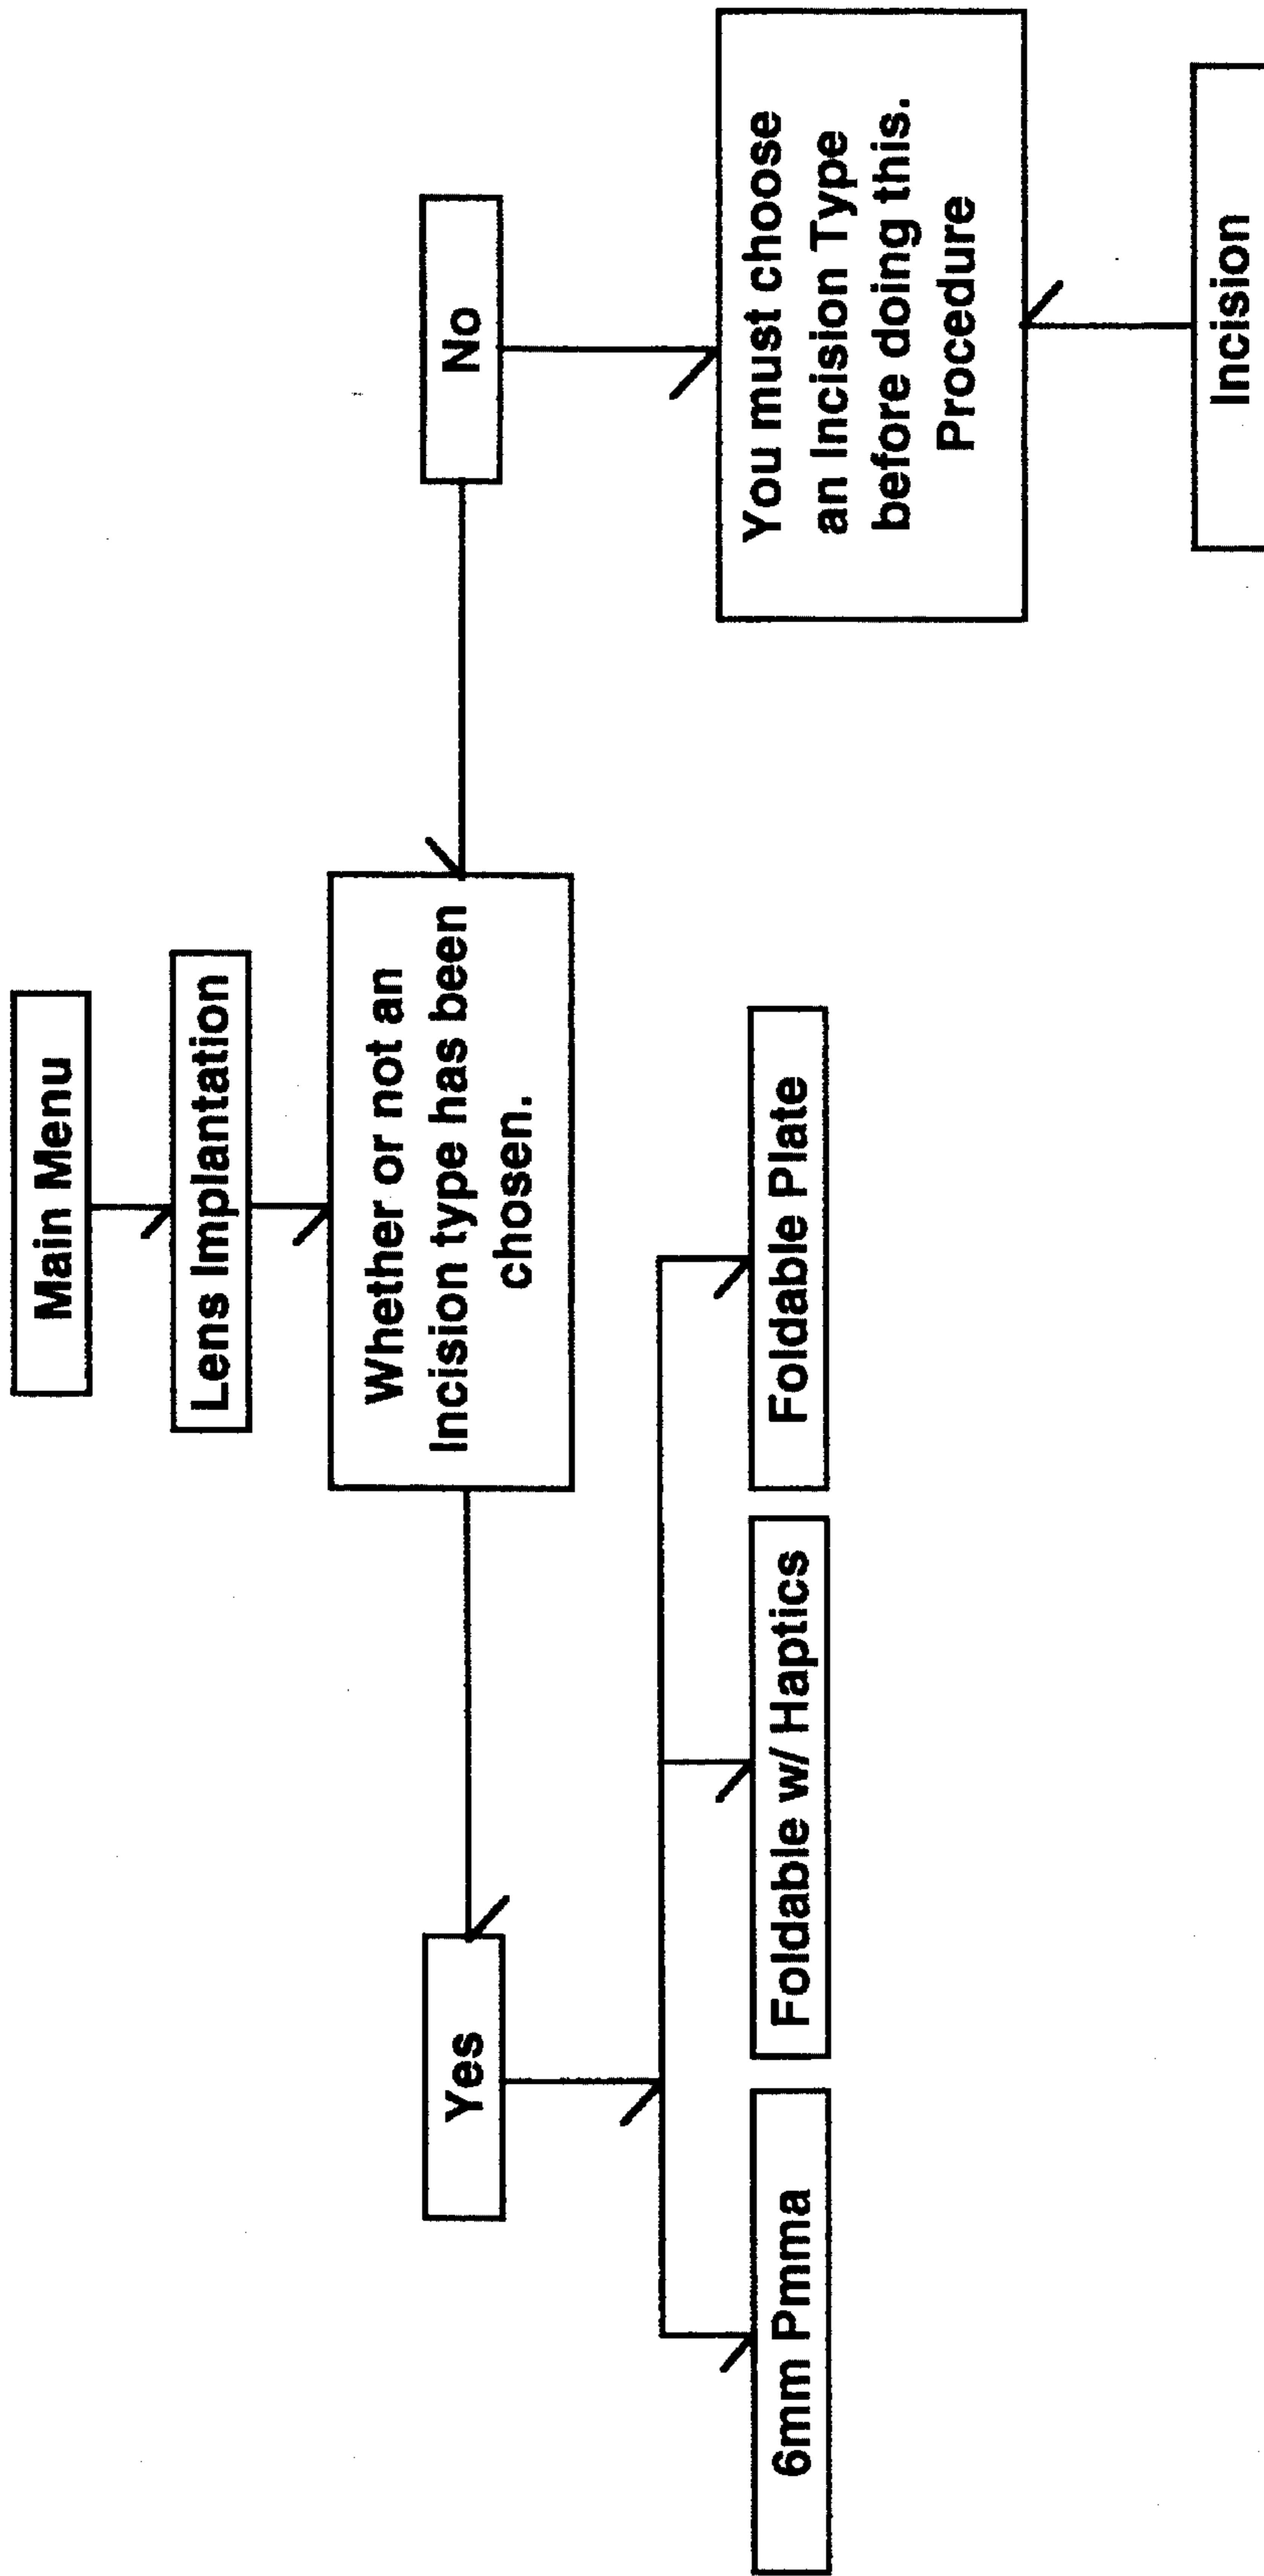 Main Menu
Lens Implantation
Whether or not an
Incision type has been
chosen.
Yes
No
6mm Pmma
Foldable w/ Haptics
Foldable Plate
You must choose
an Incision Type
before doing this.
Procedure
Incision